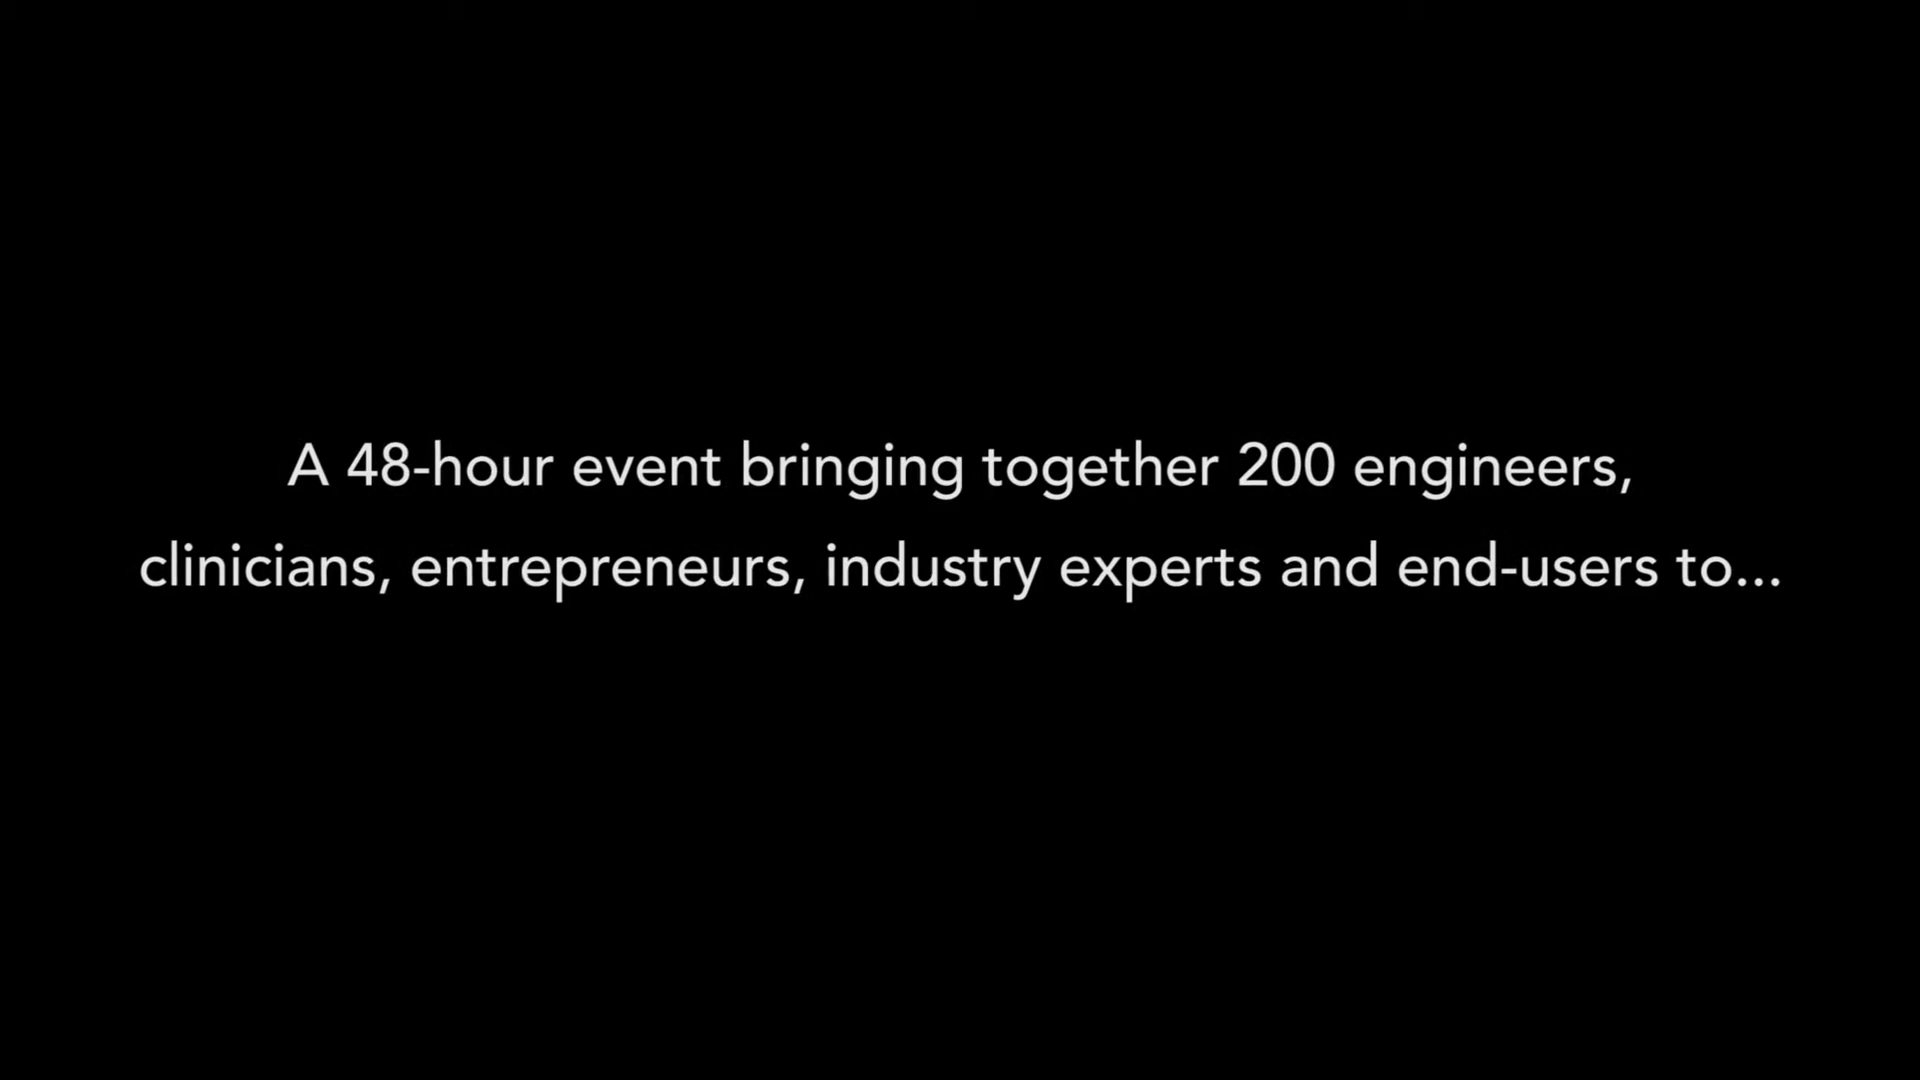 A 48-hour event bringing together 200 engineers,
clinicians, entrepreneurs, industry experts and end-users to...